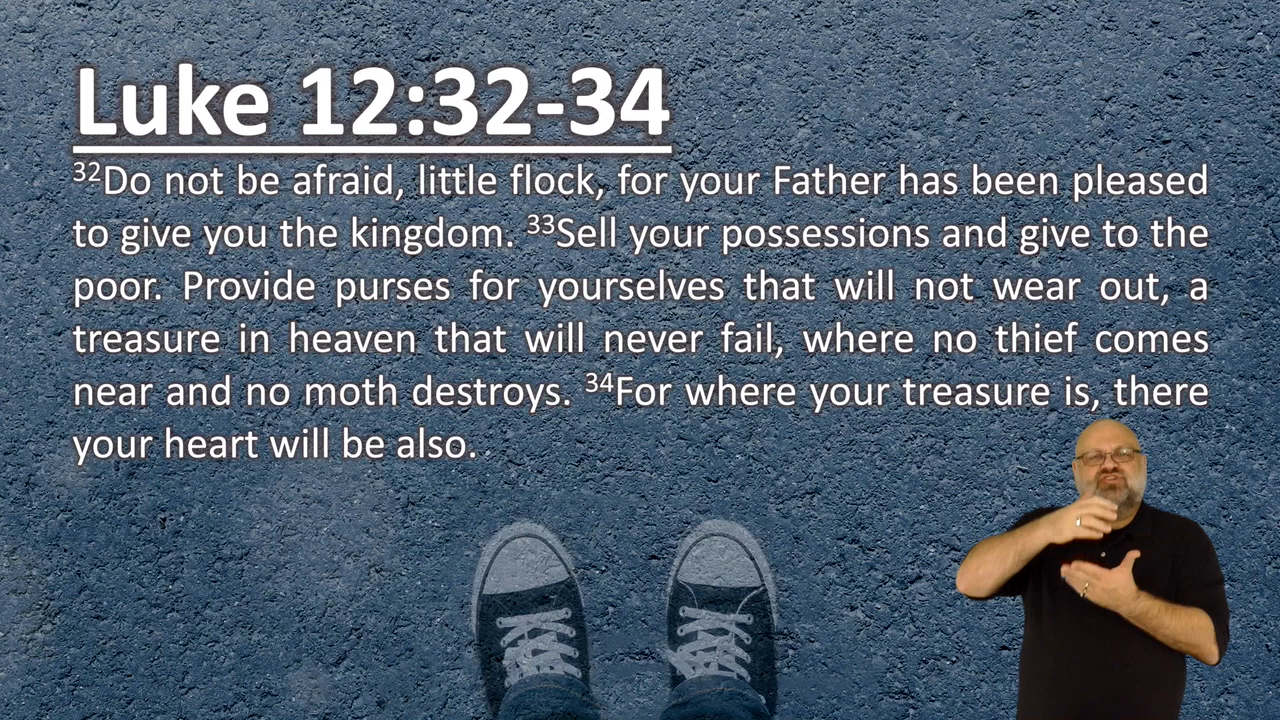 Luke 12:32-34
³²Do not be afraid, little flock, for your Father has been pleased
to give you the kingdom. ³³Sell your possessions and give to the
poor. Provide purses for yourselves that will not wear out, a
treasure in heaven that will never fail, where no thief comes
near and no moth destroys. ³⁴For where your treasure is, there
your heart will be also.